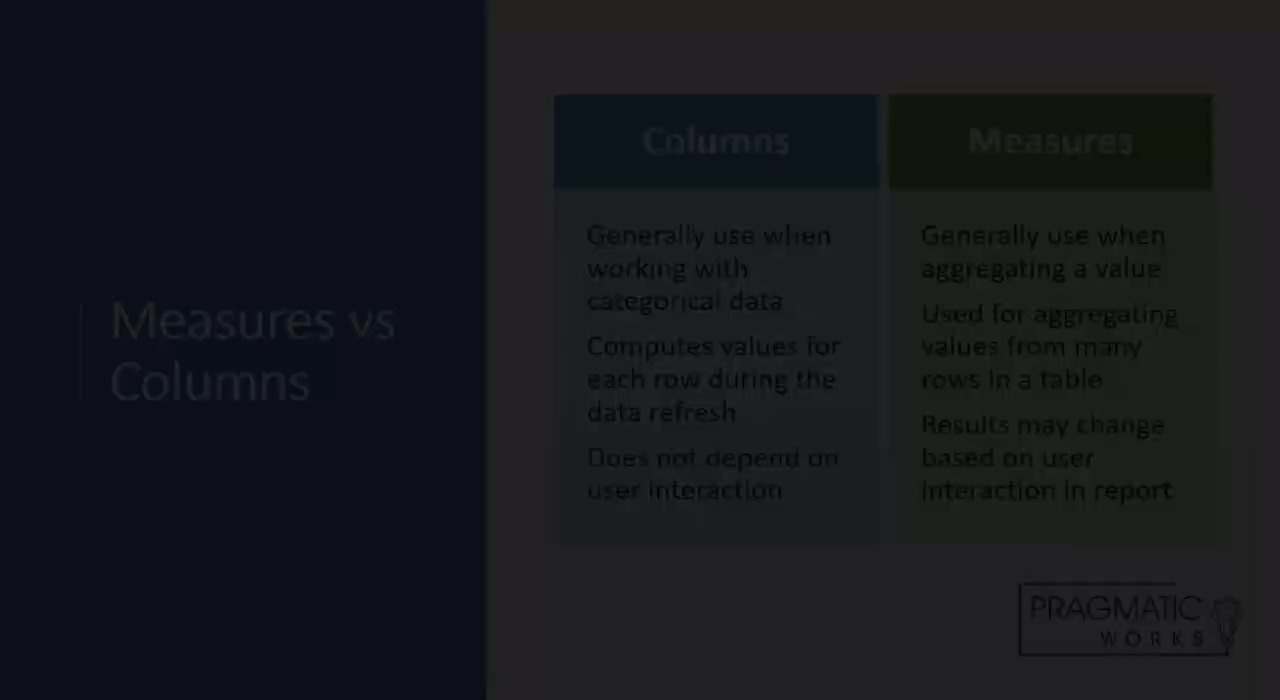 Measures vs
Columns
Columns
Generally use when
working with
categorical data
Computes values for
each row during the
data refresh
Does not depend on
user interaction
Measures
Generally use when
aggregating a value
Used for aggregating
values from many
rows in a table
Results may change
based on user
interaction in report
PRAGMATIC
WORKS